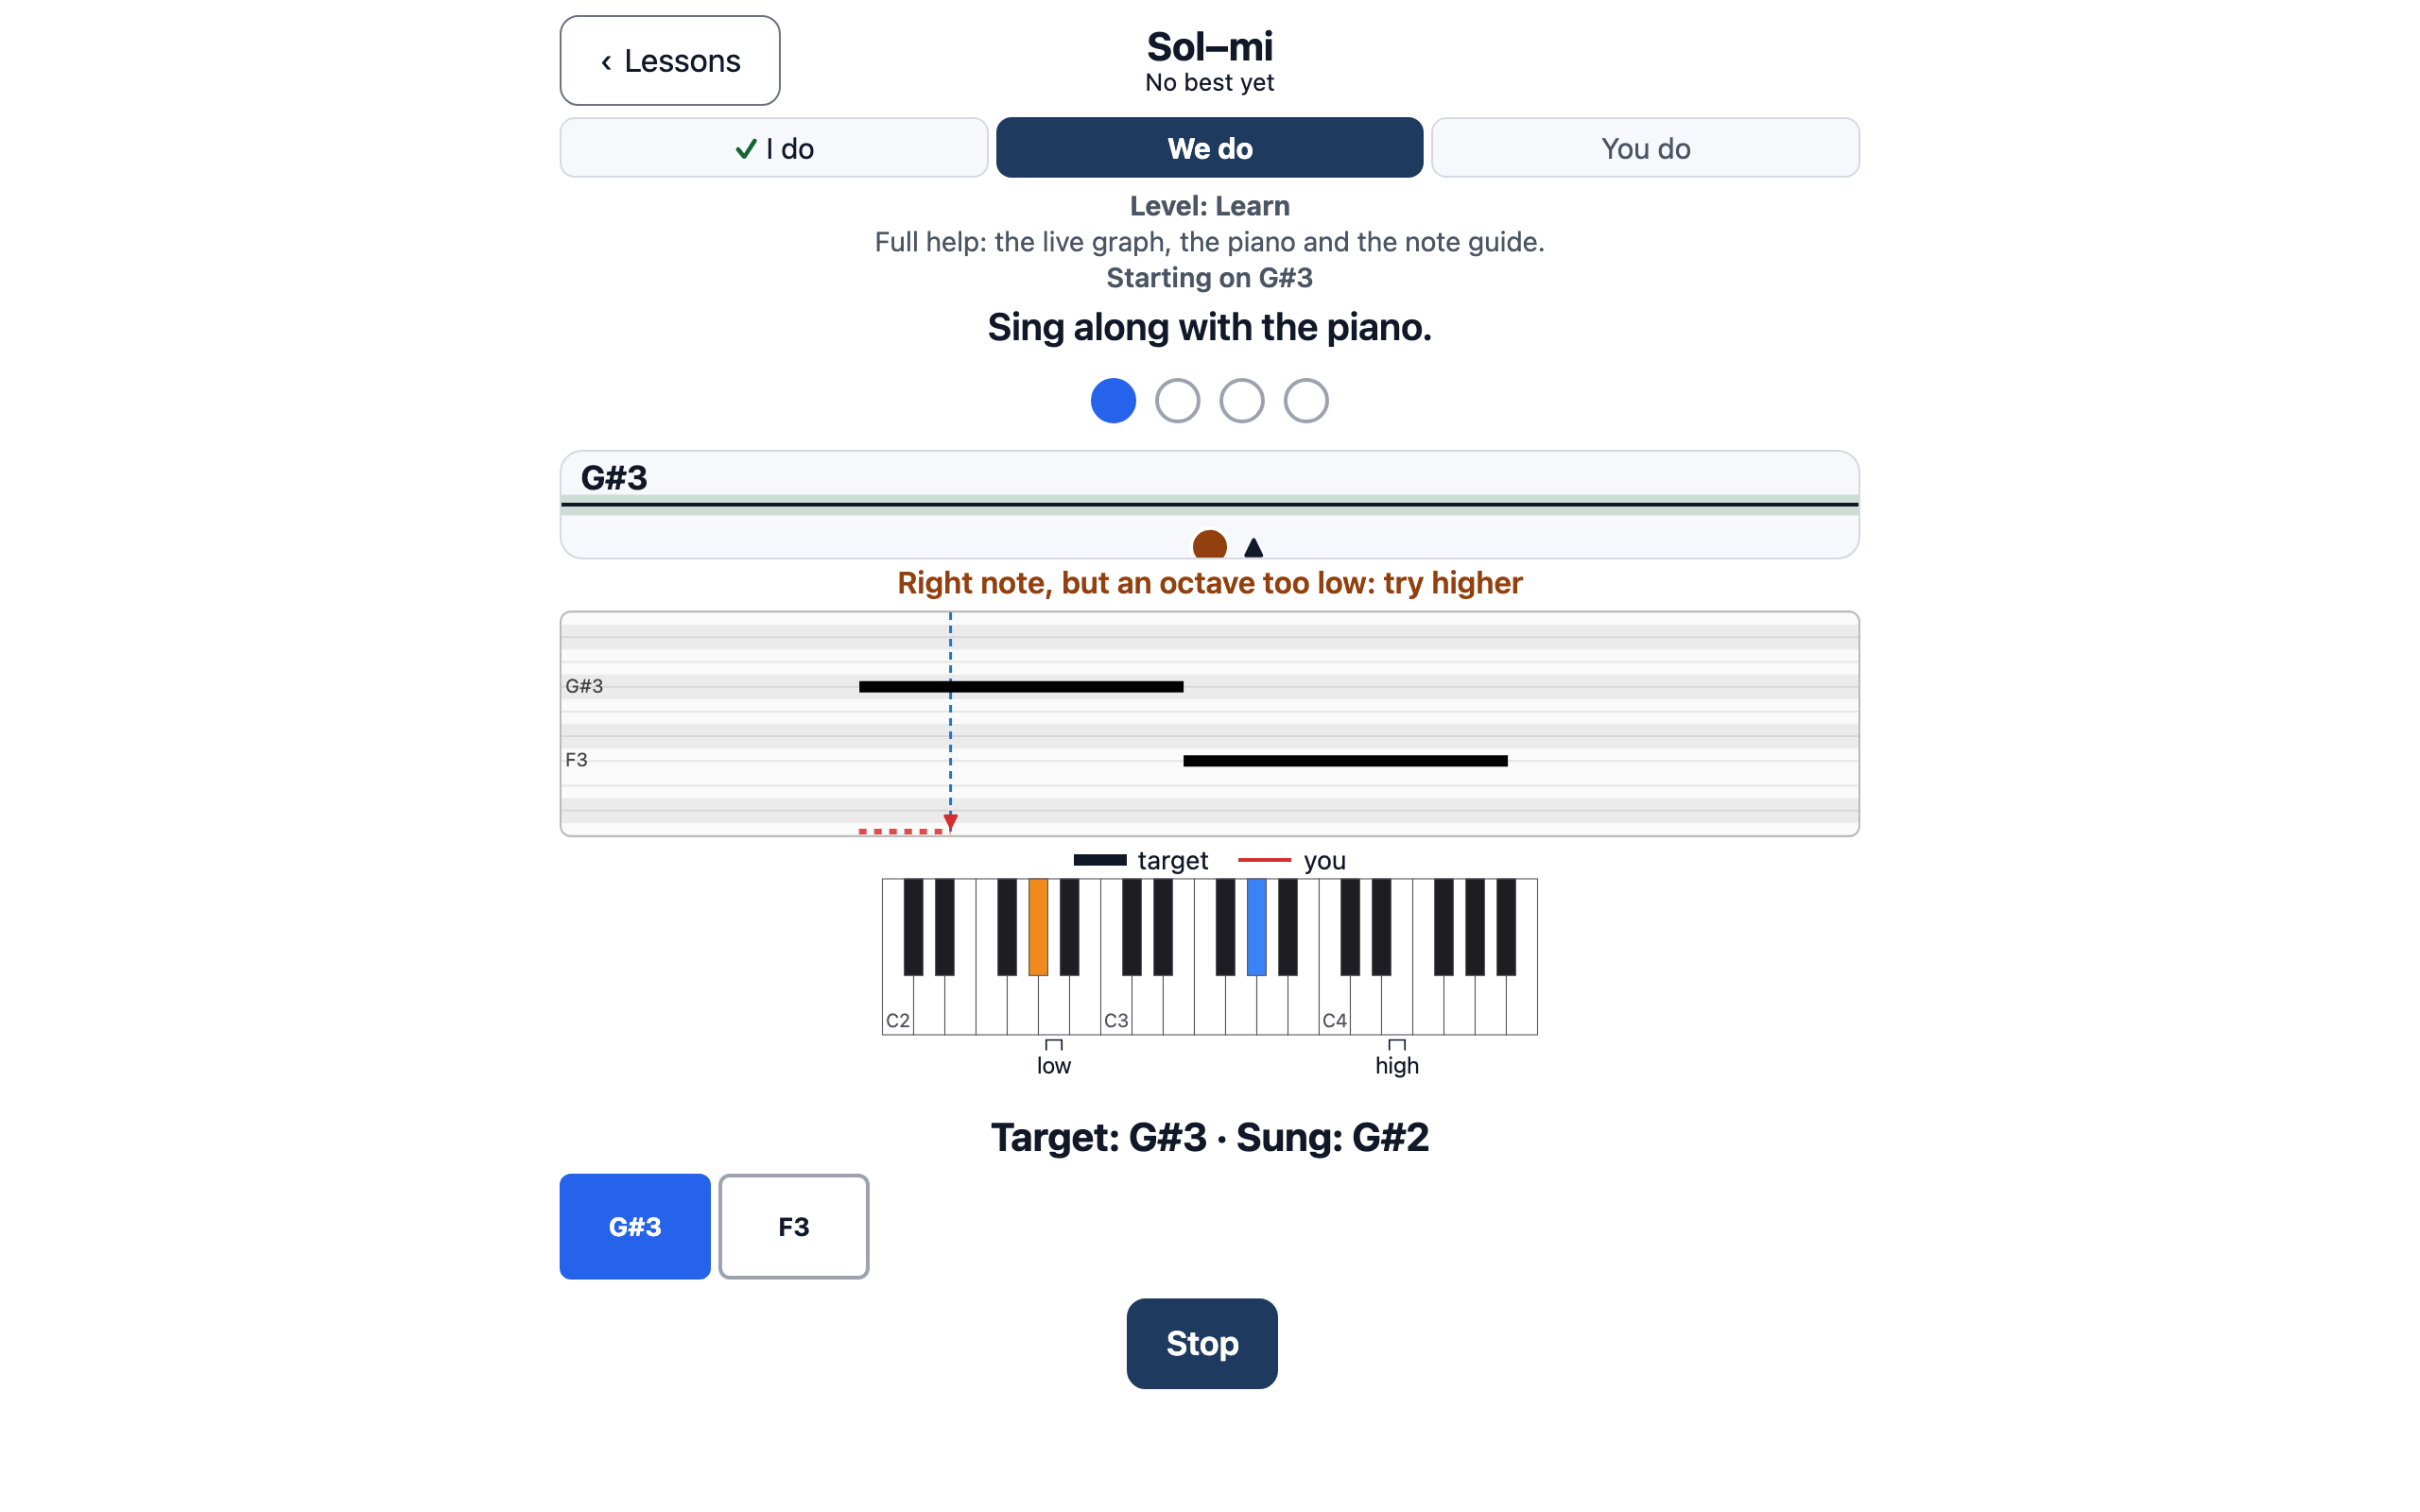 ‹ Lessons
Sol–mi
No best yet
✓ I do
We do
You do
Level: Learn
Full help: the live graph, the piano and the note guide.
Starting on G#3
Sing along with the piano.
G#3
Right note, but an octave too low: try higher
G#3
F3
target
you
C2
C3
C4
low
high
Target: G#3 · Sung: G#2
G#3
F3
Stop